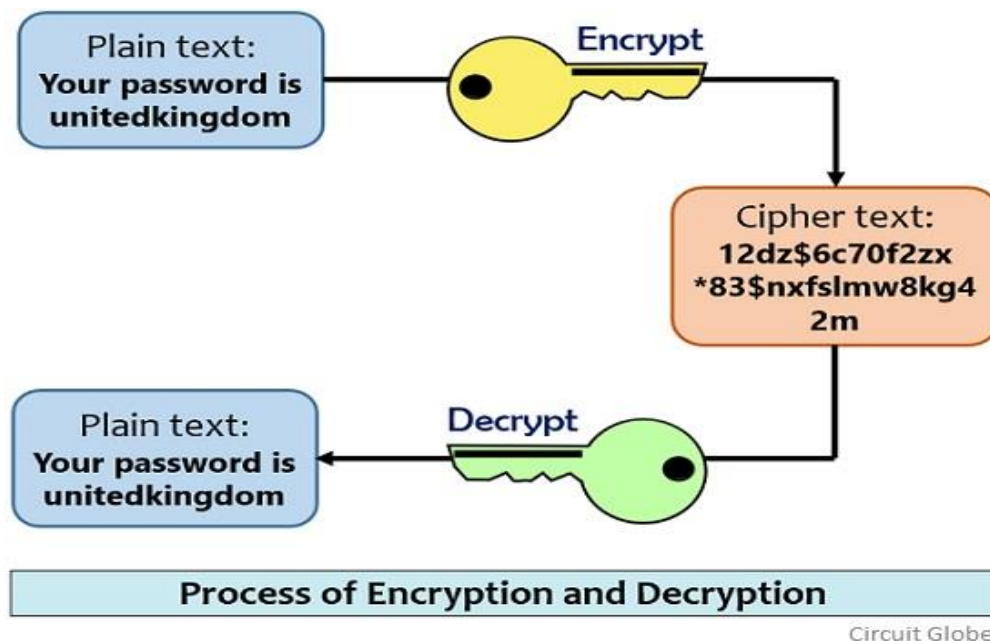 Plain text:
Your password is
unitedkingdom
Encrypt
Cipher text:
12dz$6c70f2zx
*83$nxfslmw8kg4
2m
Decrypt
Plain text:
Your password is
unitedkingdom
Process of Encryption and Decryption
Circuit Globe